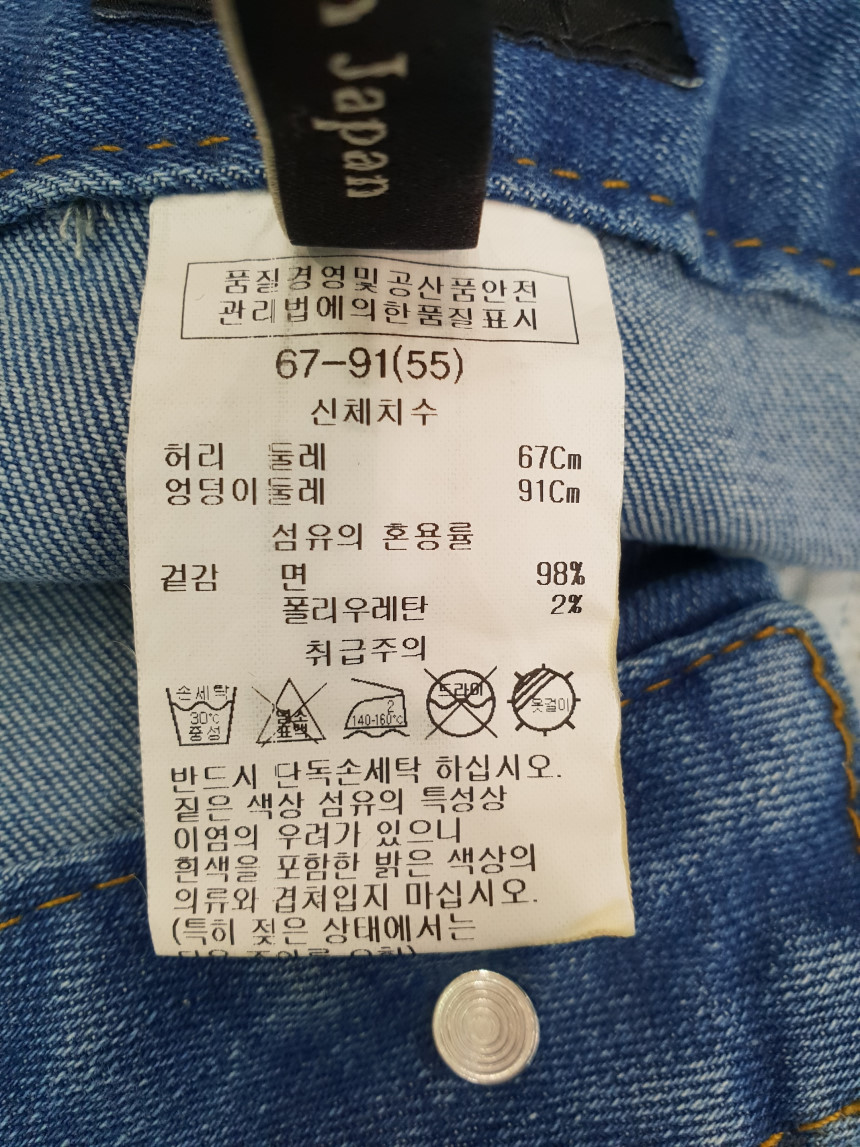 Japan
품질경영및공산품안전
관리법에의한품질표시
67-91(55)
신체치수
허리 둘레 67Cm
엉덩이둘레 91Cm
섬유의 혼용률
겉감 면 98%
폴리우레탄 2%
취급주의
손세탁
30℃
중성
염소
표백
2
140-160℃
드라이
옷걸이
반드시 단독손세탁 하십시오.
짙은 색상 섬유의 특성상
이염의 우려가 있으니
흰색을 포함한 밝은 색상의
의류와 겹쳐입지 마십시오.
(특히 젖은 상태에서는